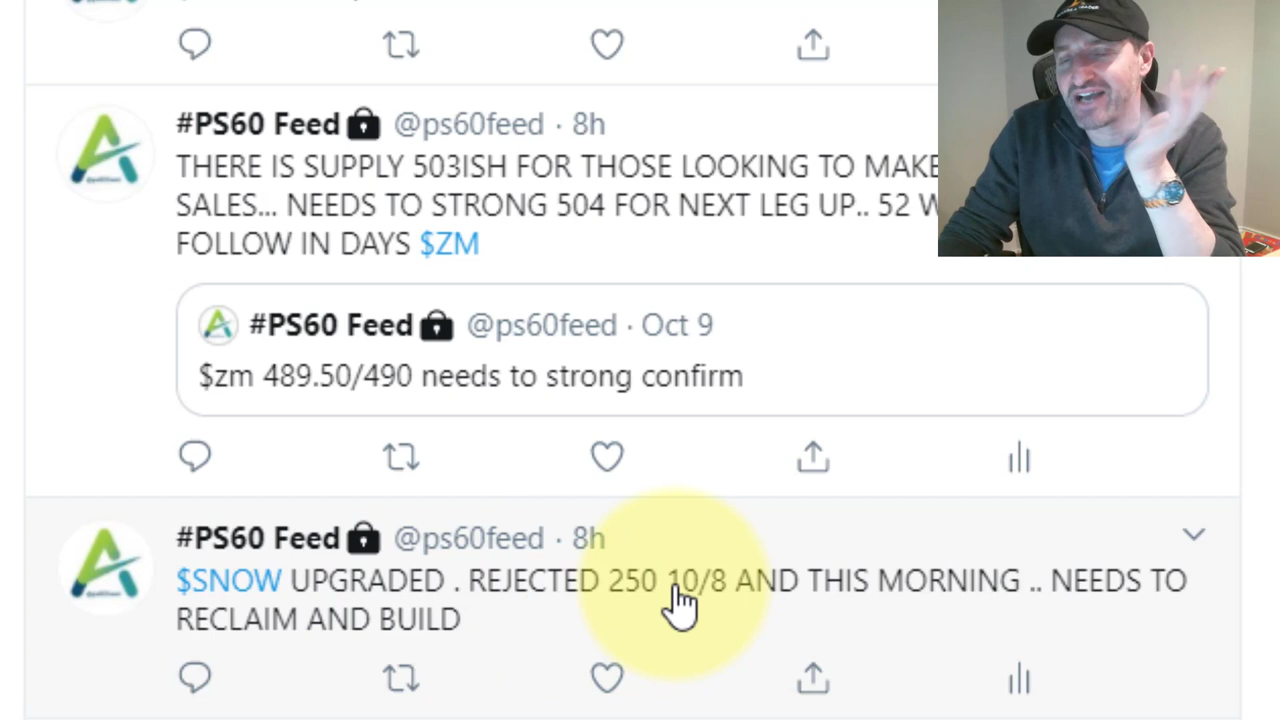 #PS60 Feed @ps60feed · 8h
THERE IS SUPPLY 503ISH FOR THOSE LOOKING TO MAKE
SALES... NEEDS TO STRONG 504 FOR NEXT LEG UP.. 52 W
FOLLOW IN DAYS $ZM
#PS60 Feed @ps60feed · Oct 9
$zm 489.50/490 needs to strong confirm
#PS60 Feed @ps60feed · 8h
$SNOW UPGRADED . REJECTED 250 10/8 AND THIS MORNING .. NEEDS TO
RECLAIM AND BUILD